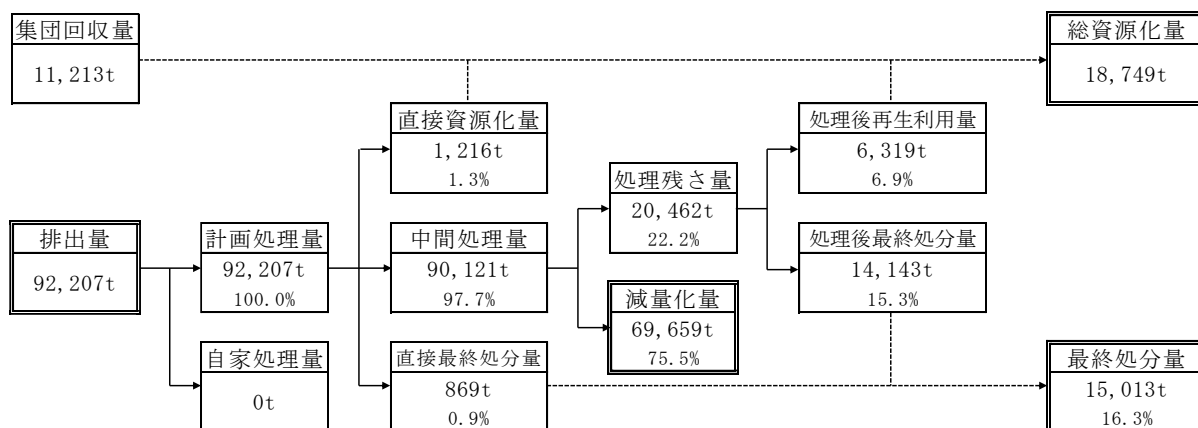 集団回収量
11,213t
総資源化量
18,749t
直接資源化量
1,216t
1.3%
処理後再生利用量
6,319t
6.9%
処理残さ量
20,462t
22.2%
排出量
92,207t
計画処理量
92,207t
100.0%
中間処理量
90,121t
97.7%
処理後最終処分量
14,143t
15.3%
減量化量
69,659t
75.5%
自家処理量
0t
直接最終処分量
869t
0.9%
最終処分量
15,013t
16.3%